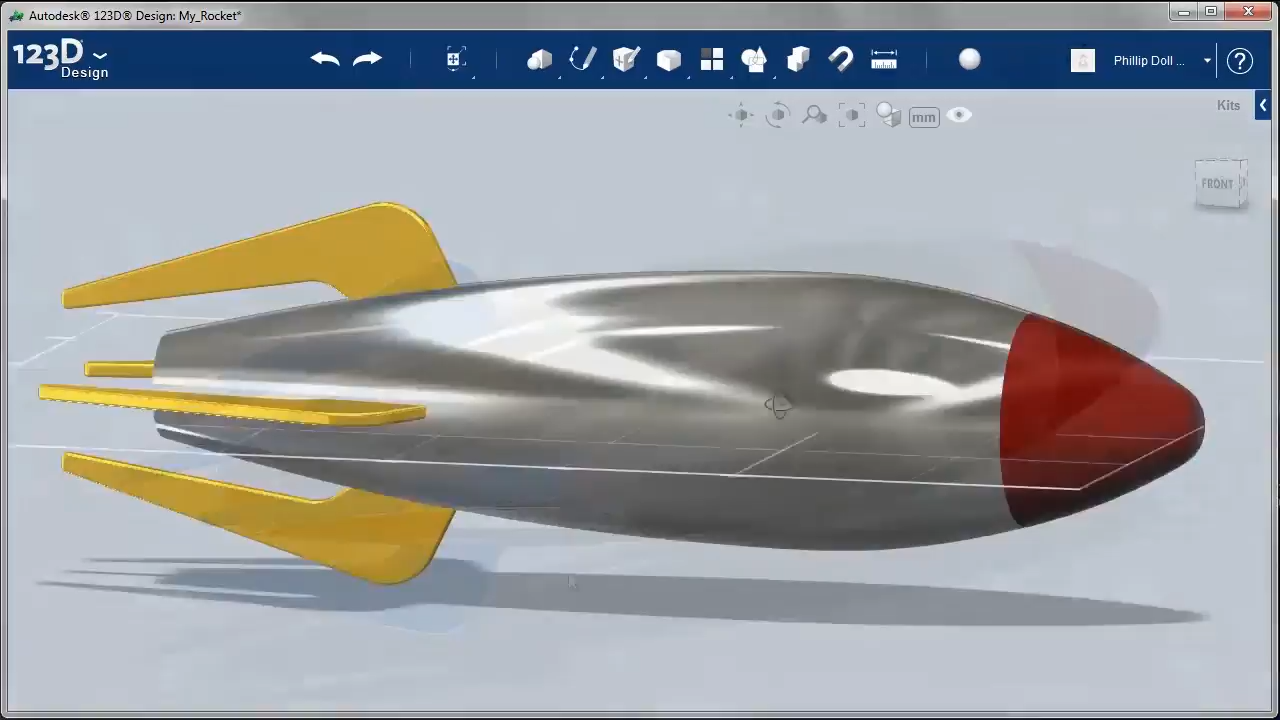 Autodesk® 123D® Design: My_Rocket*
123D
Design
Phillip Doll ...
?
mm
Kits
FRONT